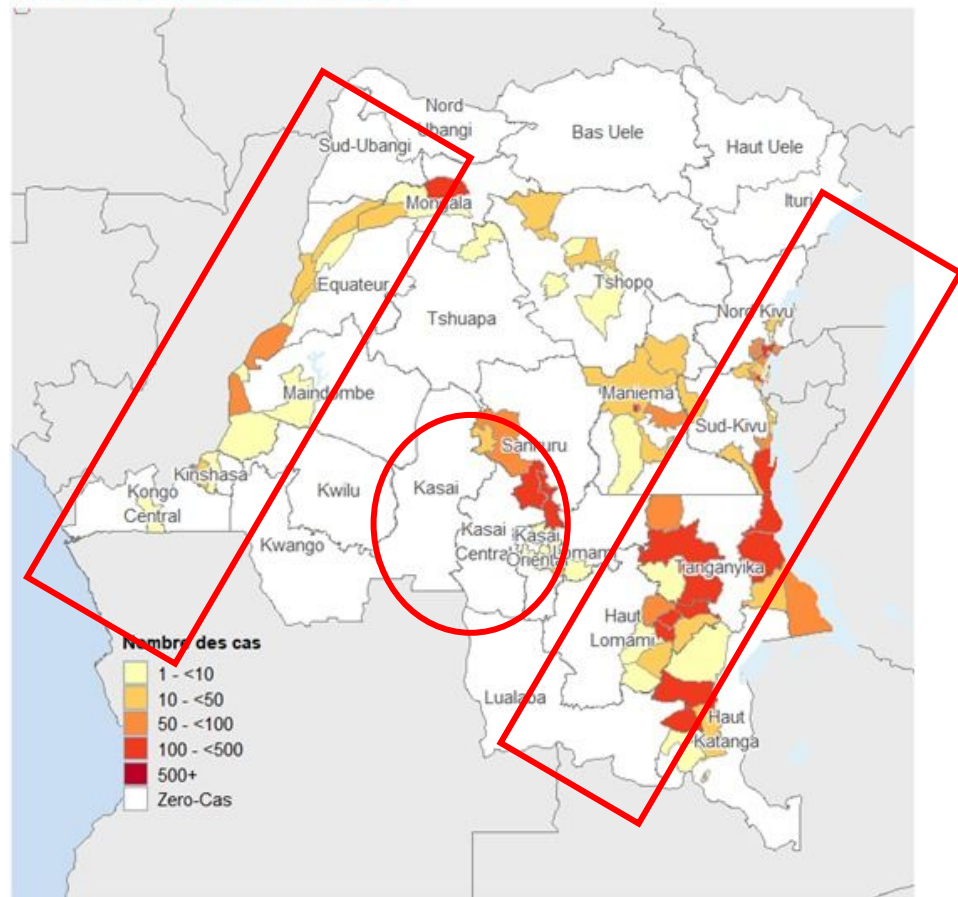 Nord
Ubangi
Sud-Ubangi
Bas Uele
Haut Uele
Ituri
Mongala
Equateur
Tshopo
Tshuapa
Nord Kivu
Maindombe
Maniema
Sud-Kivu
Sankuru
Kinshasa
Kongo
Central
Kwilu
Kasai
Kwango
Kasai
Central
Kasai
Oriental
Lomami
Tanganyika
Haut
Lomami
Lualaba
Haut
Katanga
Nombre des cas
1 - <10
10 - <50
50 - <100
100 - <500
500+
Zero-Cas